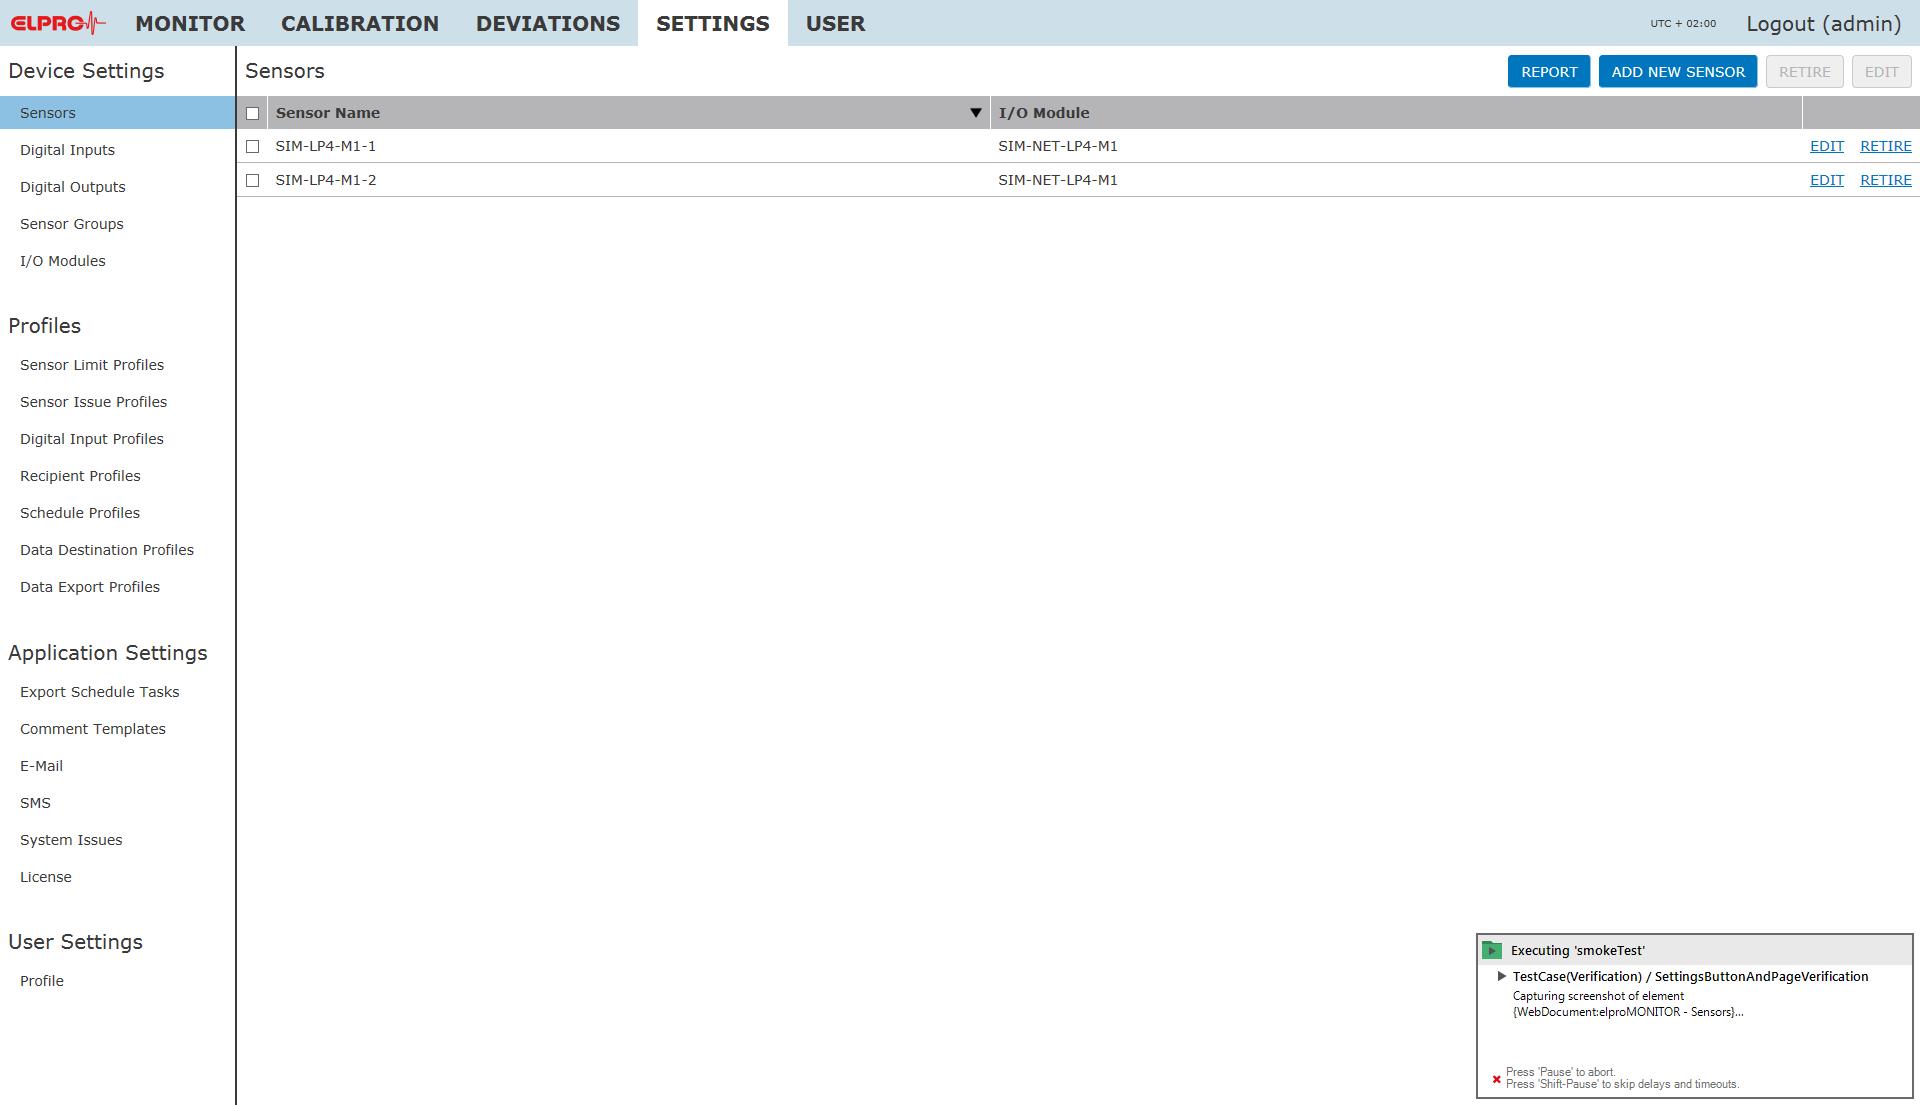 ELPRO MONITOR CALIBRATION DEVIATIONS SETTINGS USER UTC + 02:00 Logout (admin)
Device Settings
Sensors
Digital Inputs
Digital Outputs
Sensor Groups
I/O Modules
Profiles
Sensor Limit Profiles
Sensor Issue Profiles
Digital Input Profiles
Recipient Profiles
Schedule Profiles
Data Destination Profiles
Data Export Profiles
Application Settings
Export Schedule Tasks
Comment Templates
E-Mail
SMS
System Issues
License
User Settings
Profile
Sensors REPORT ADD NEW SENSOR RETIRE EDIT
Sensor Name I/O Module
SIM-LP4-M1-1 SIM-NET-LP4-M1 EDIT RETIRE
SIM-LP4-M1-2 SIM-NET-LP4-M1 EDIT RETIRE
Executing 'smokeTest'
TestCase(Verification) / SettingsButtonAndPageVerification
Capturing screenshot of element
{WebDocument:elproMONITOR - Sensors}...
Press 'Pause' to abort.
Press 'Shift-Pause' to skip delays and timeouts.